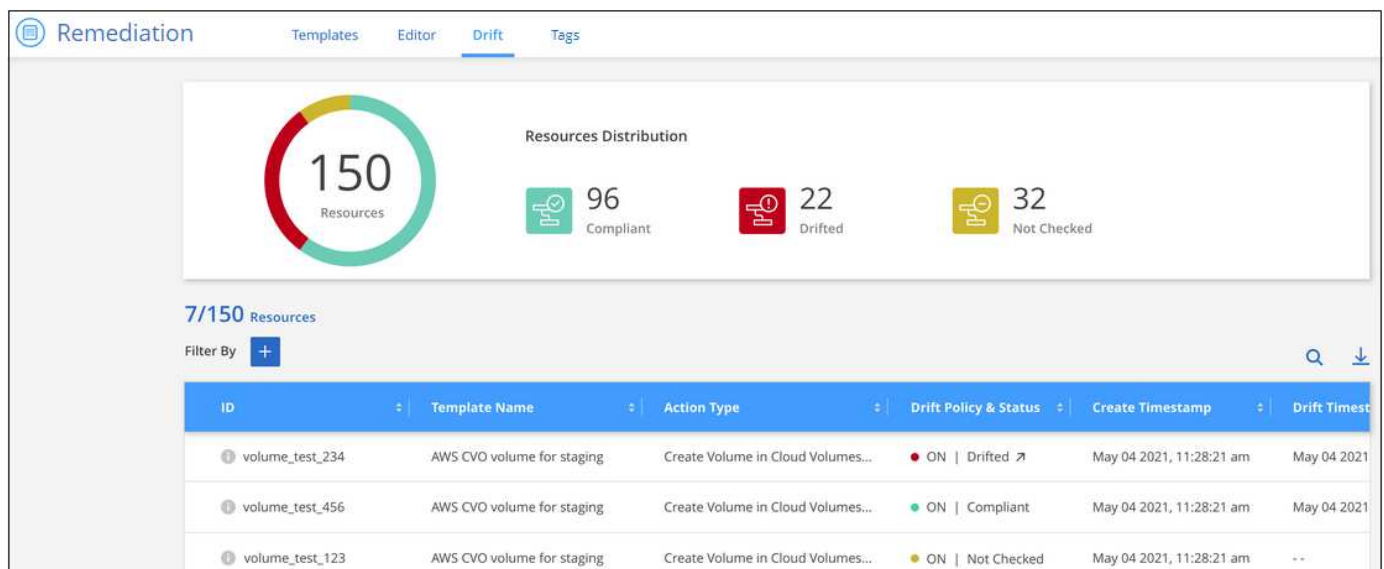 Remediation Templates Editor Drift Tags
150
Resources
Resources Distribution
96
Compliant
22
Drifted
32
Not Checked
7/150 Resources
Filter By +
ID Template Name Action Type Drift Policy & Status Create Timestamp Drift Timest
volume_test_234 AWS CVO volume for staging Create Volume in Cloud Volumes... ON | Drifted May 04 2021, 11:28:21 am May 04 2021
volume_test_456 AWS CVO volume for staging Create Volume in Cloud Volumes... ON | Compliant May 04 2021, 11:28:21 am May 04 2021
volume_test_123 AWS CVO volume for staging Create Volume in Cloud Volumes... ON | Not Checked May 04 2021, 11:28:21 am - -